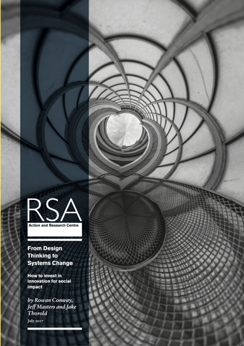 RSA
Action and Research Centre
From Design
Thinking to
Systems Change
How to invest in
innovation for social
impact
by Rowan Conway,
Jeff Masters and Jake
Thorold
July 2017